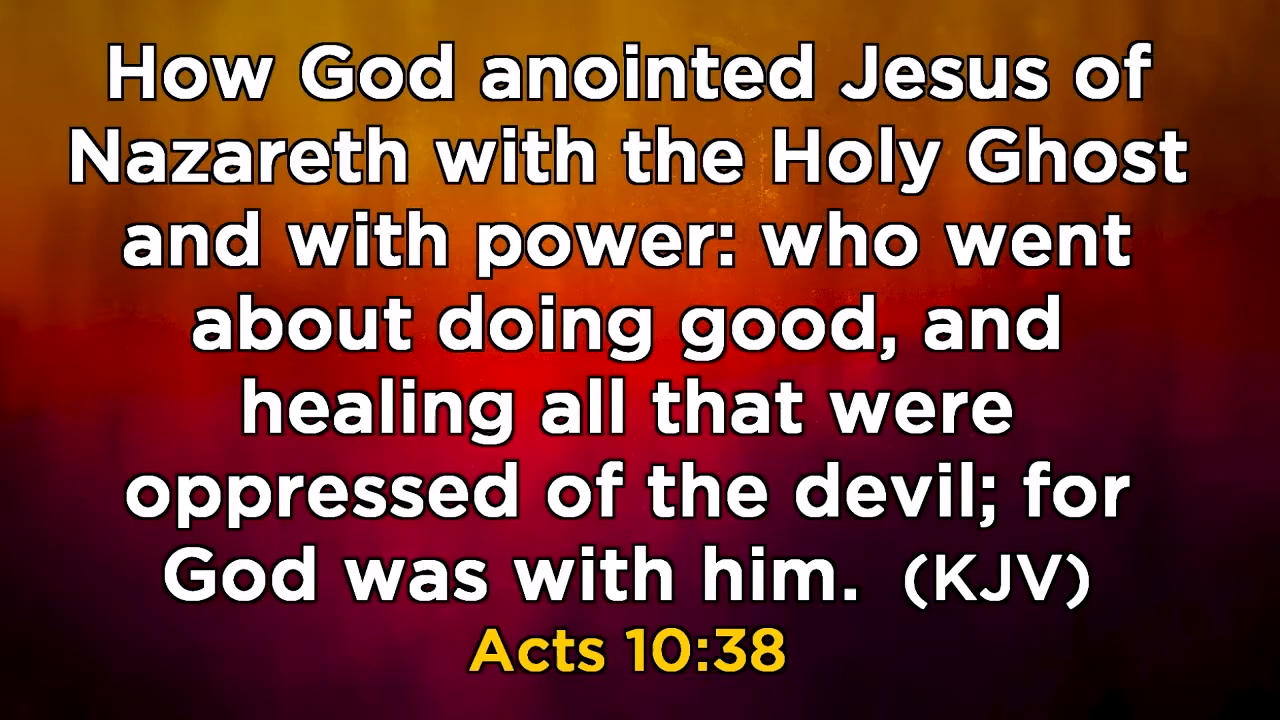 How God anointed Jesus of
Nazareth with the Holy Ghost
and with power: who went
about doing good, and
healing all that were
oppressed of the devil; for
God was with him. (KJV)
Acts 10:38